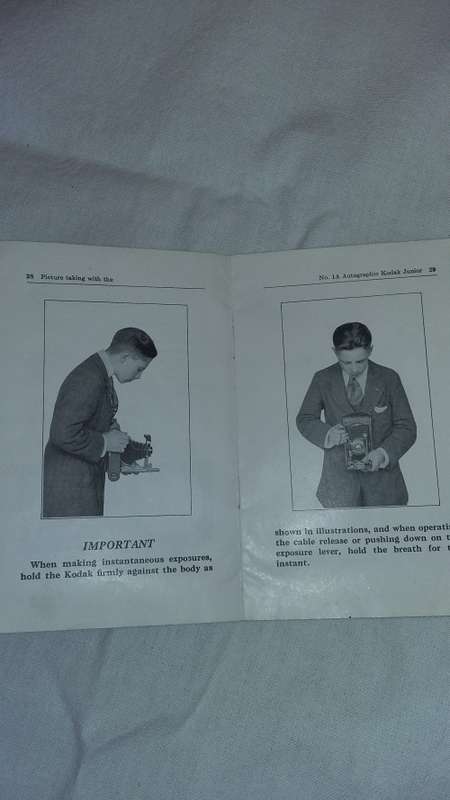 28 Picture taking with the
IMPORTANT
When making instantaneous exposures,
hold the Kodak firmly against the body as
No. 1A Autographic Kodak Junior 29
shown in illustrations, and when operati
the cable release or pushing down on t
exposure lever, hold the breath for t
instant.